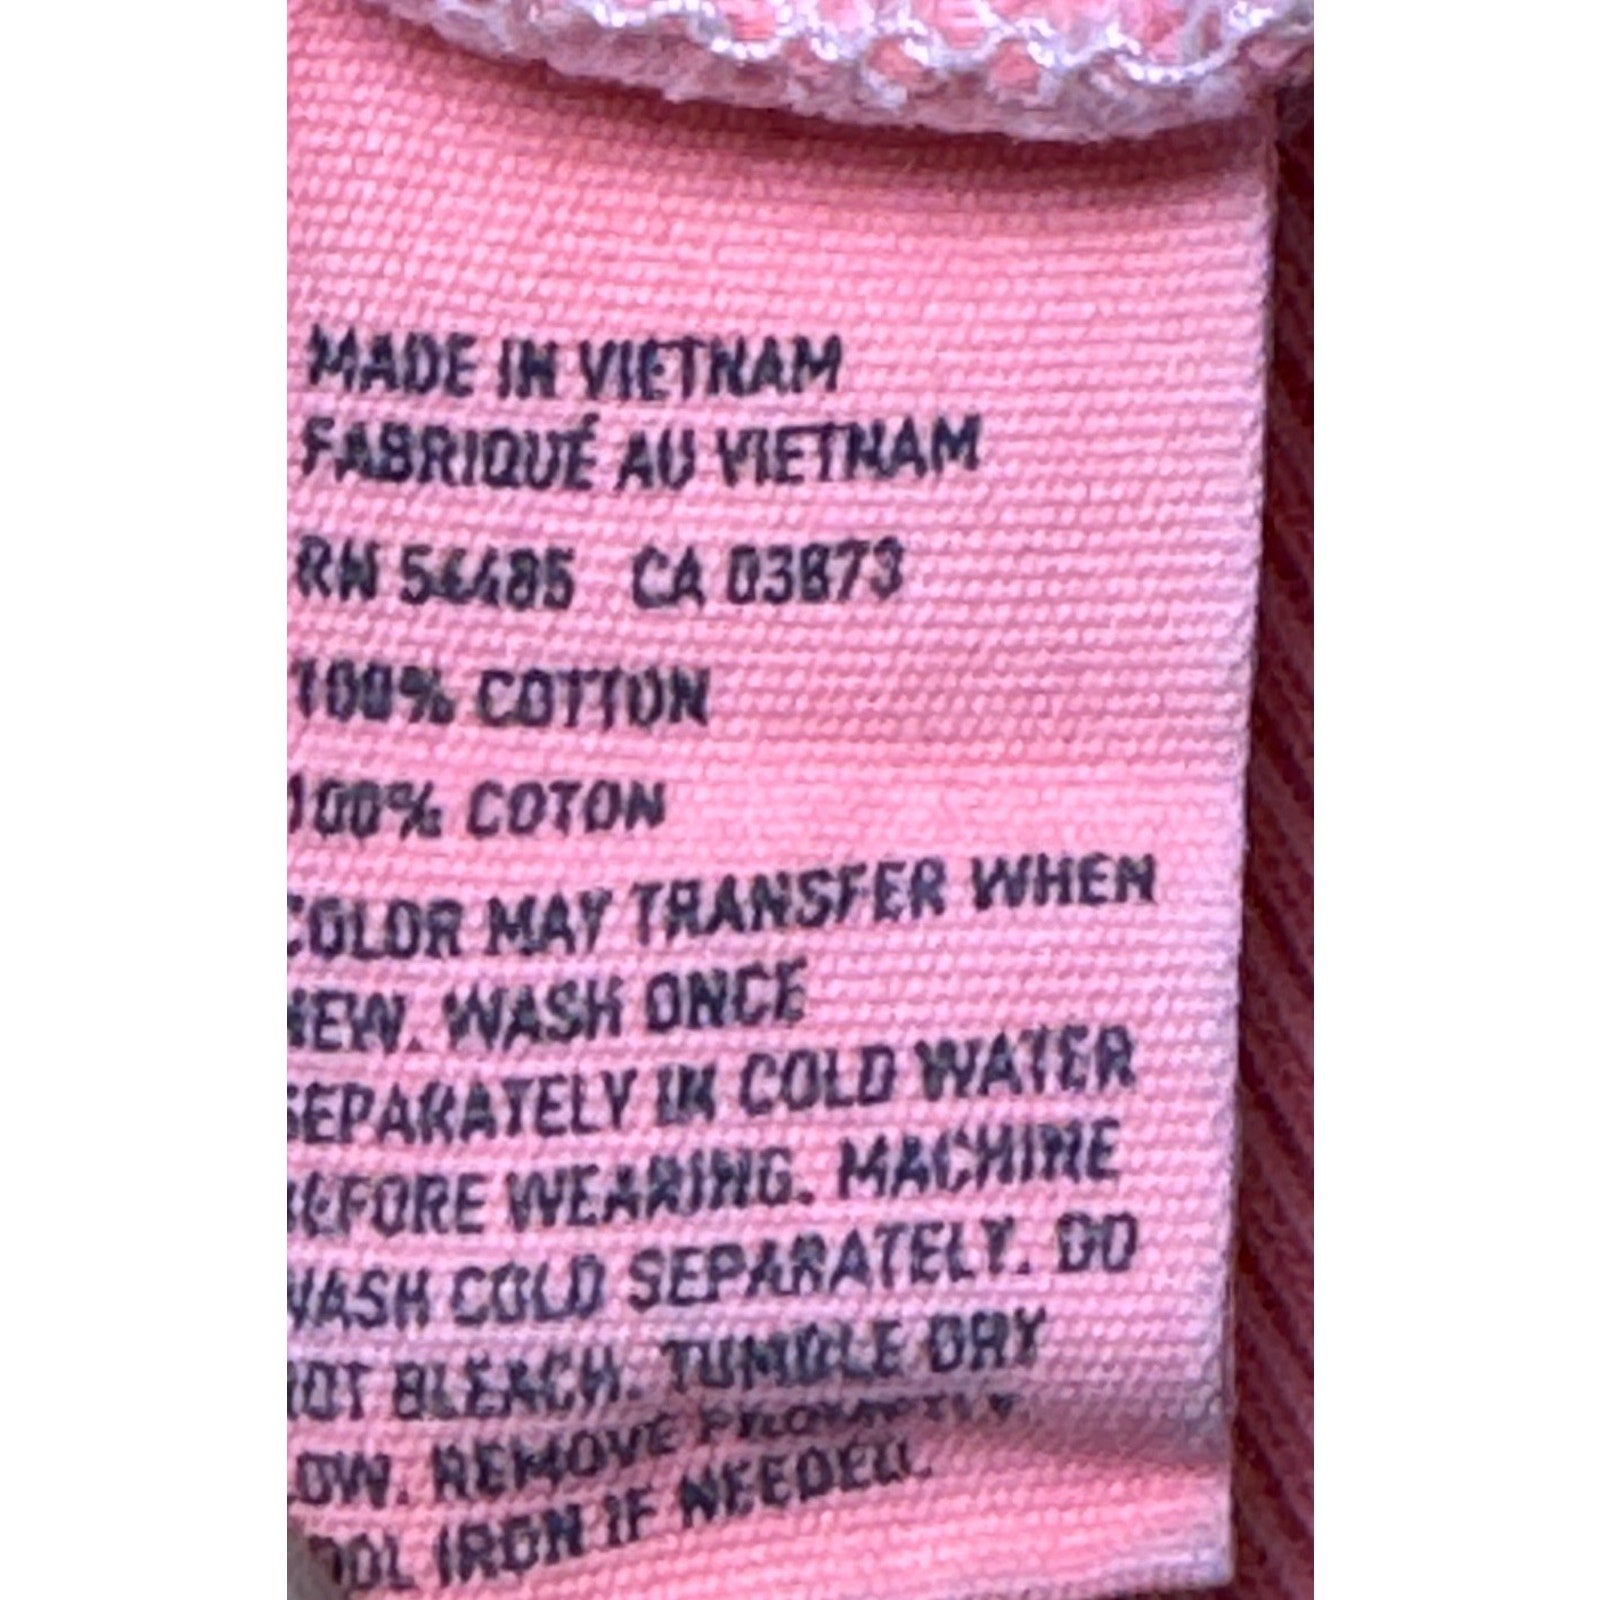 MADE IN VIETNAM
FABRIQUÉ AU VIETNAM
RN 54485 CA 03873
100% COTTON
100% COTON
COLOR MAY TRANSFER WHEN
NEW. WASH ONCE
SEPARATELY IN COLD WATER
BEFORE WEARING. MACHINE
WASH COLD SEPARATELY. DO
NOT BLEACH. TUMBLE DRY
LOW. REMOVE PROMPTLY.
COOL IRON IF NEEDED.